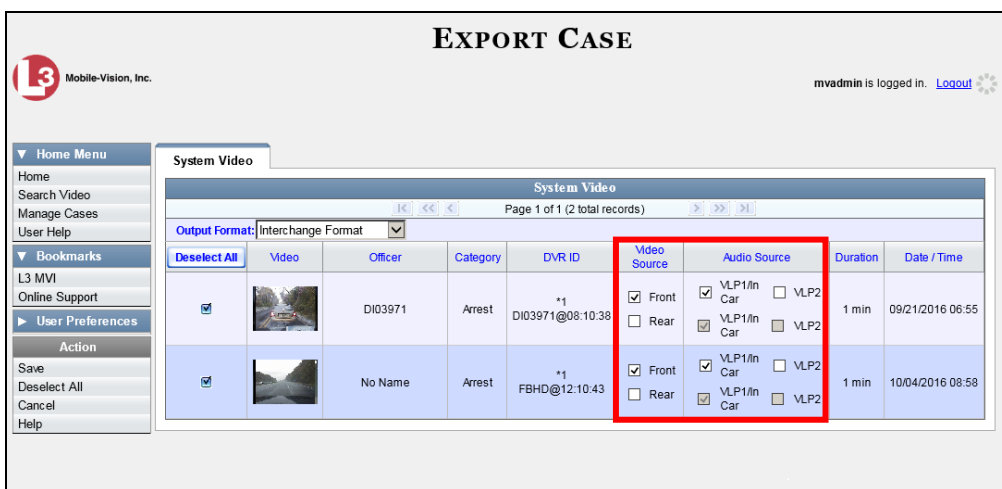 EXPORT CASE
L3 Mobile-Vision, Inc.
mvadmin is logged in. Logout
▼ Home Menu
Home
Search Video
Manage Cases
User Help
▼ Bookmarks
L3 MVI
Online Support
▶ User Preferences
Action
Save
Deselect All
Cancel
Help
System Video
System Video
Page 1 of 1 (2 total records)
Output Format: Interchange Format
Deselect All Video Officer Category DVR ID Video Source Audio Source Duration Date / Time
DI03971 Arrest *1 DI03971@08:10:38 Front VLP1/In Car VLP2 1 min 09/21/2016 06:55
Rear VLP1/In Car VLP2
No Name Arrest *1 FBHD@12:10:43 Front VLP1/In Car VLP2 1 min 10/04/2016 08:58
Rear VLP1/In Car VLP2